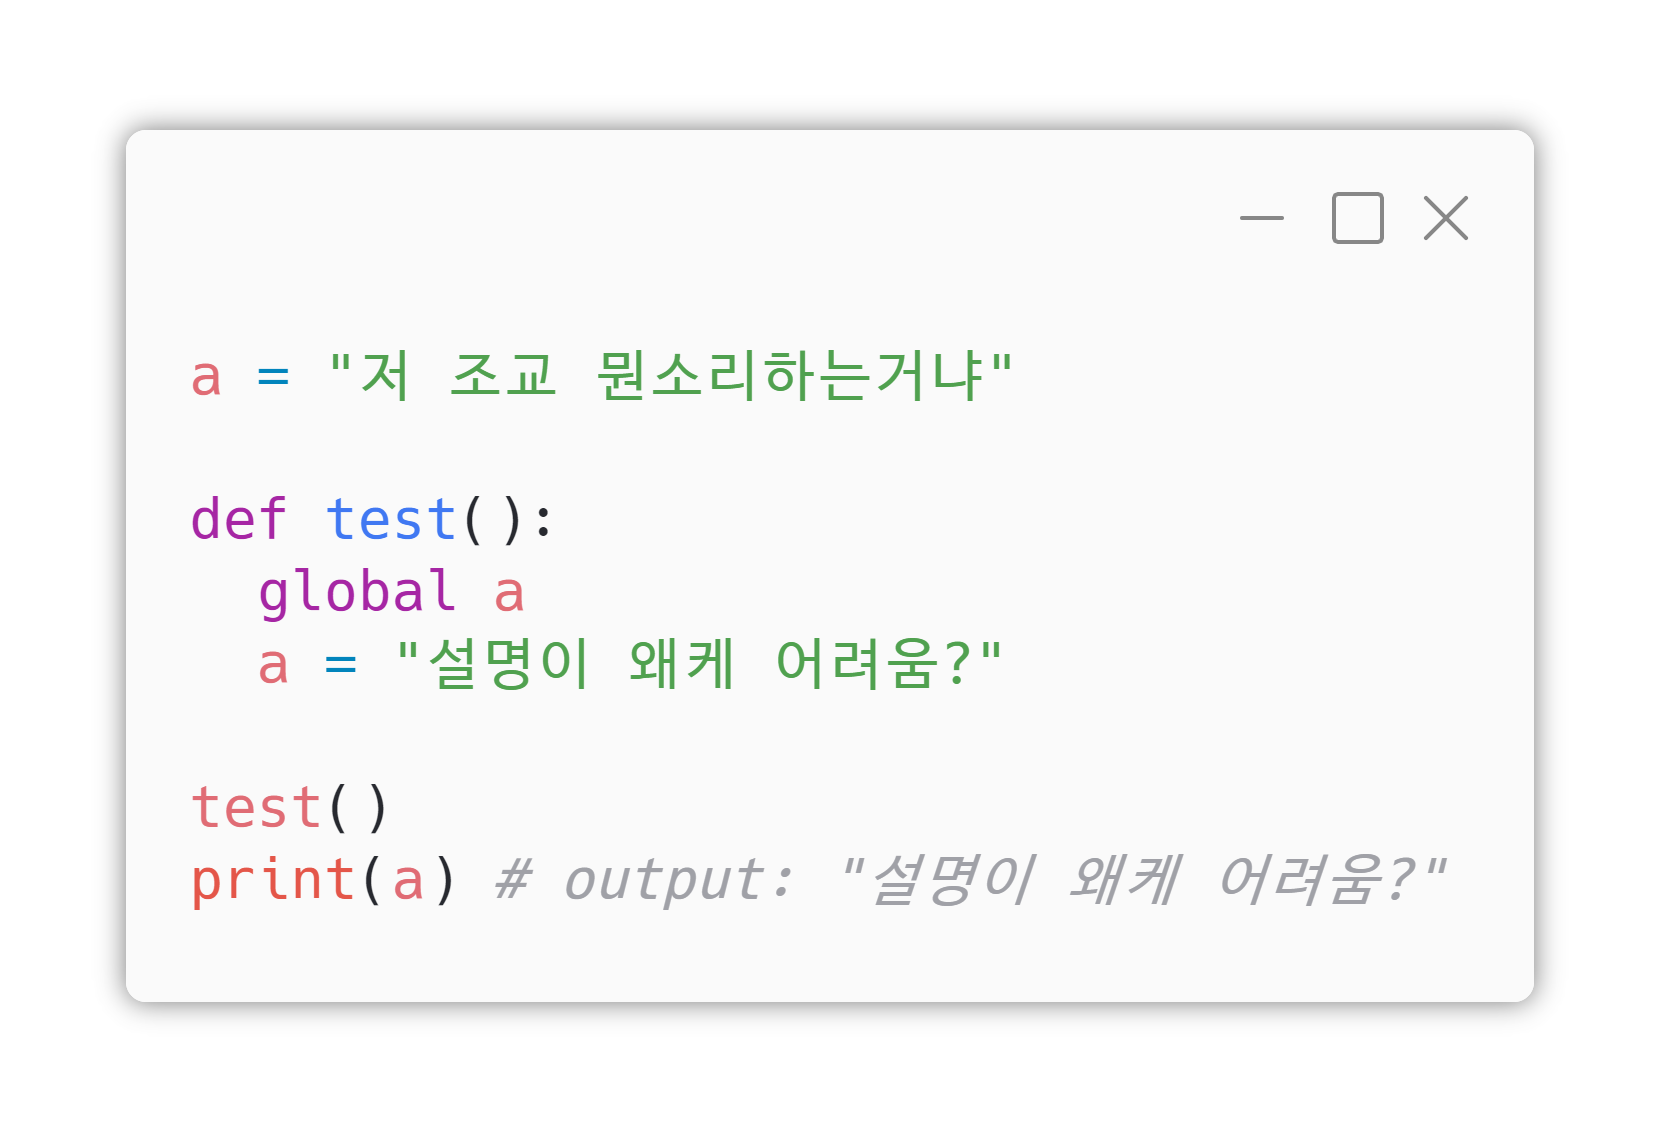 a = "저 조교 뭔소리하는거냐"
def test():
  global a
  a = "설명이 왜케 어려움?"
test()
print(a) # output: "설명이 왜케 어려움?"